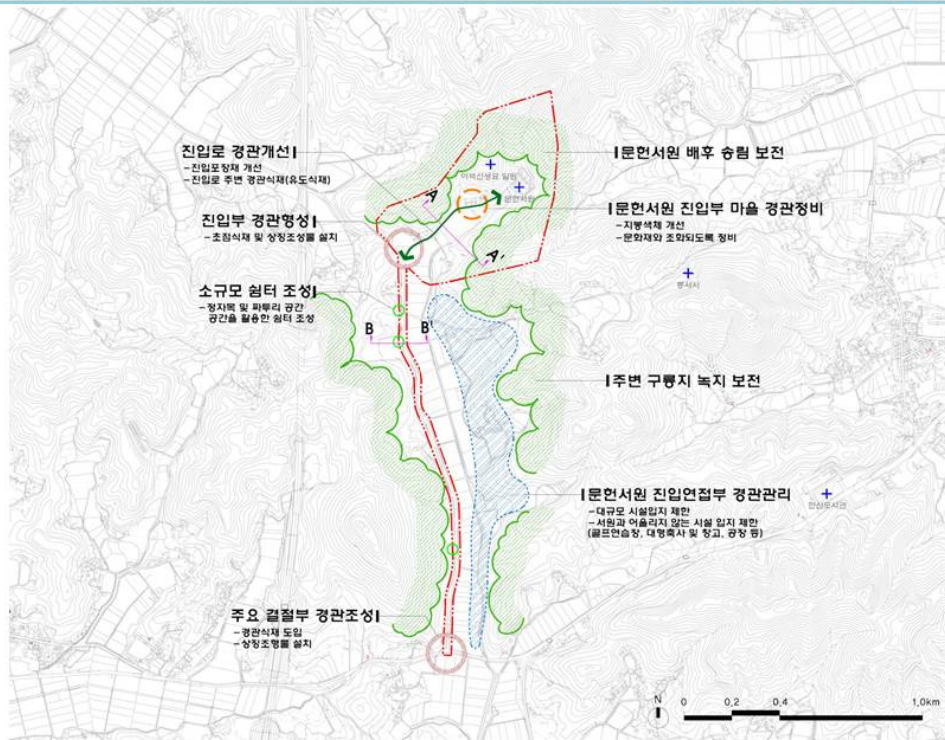 진입로 경관개선
-진입포장재 개선
-진입로 주변 경관식재(유도식재)
진입부 경관형성
-초점식재 및 상징조성물 설치
소규모 쉼터 조성
-정자목 및 짜투리 공간
공간을 활용한 쉼터 조성
주요 결절부 경관조성
-경관식재 도입
-상징조형물 설치
문헌서원 배후 송림 보전
문헌서원 진입부 마을 경관정비
-지붕색채 개선
-문화재와 조화되도록 정비
주변 구릉지 녹지 보전
문헌서원 진입연접부 경관관리
-대규모 시설입지 제한
-서원과 어울리지 않는 시설 입지 제한
(골프연습장, 대형축사 및 창고, 공장 등)
문헌서원
봉서사
A
A'
B
B'
N
0 0.2 0.4 1.0km